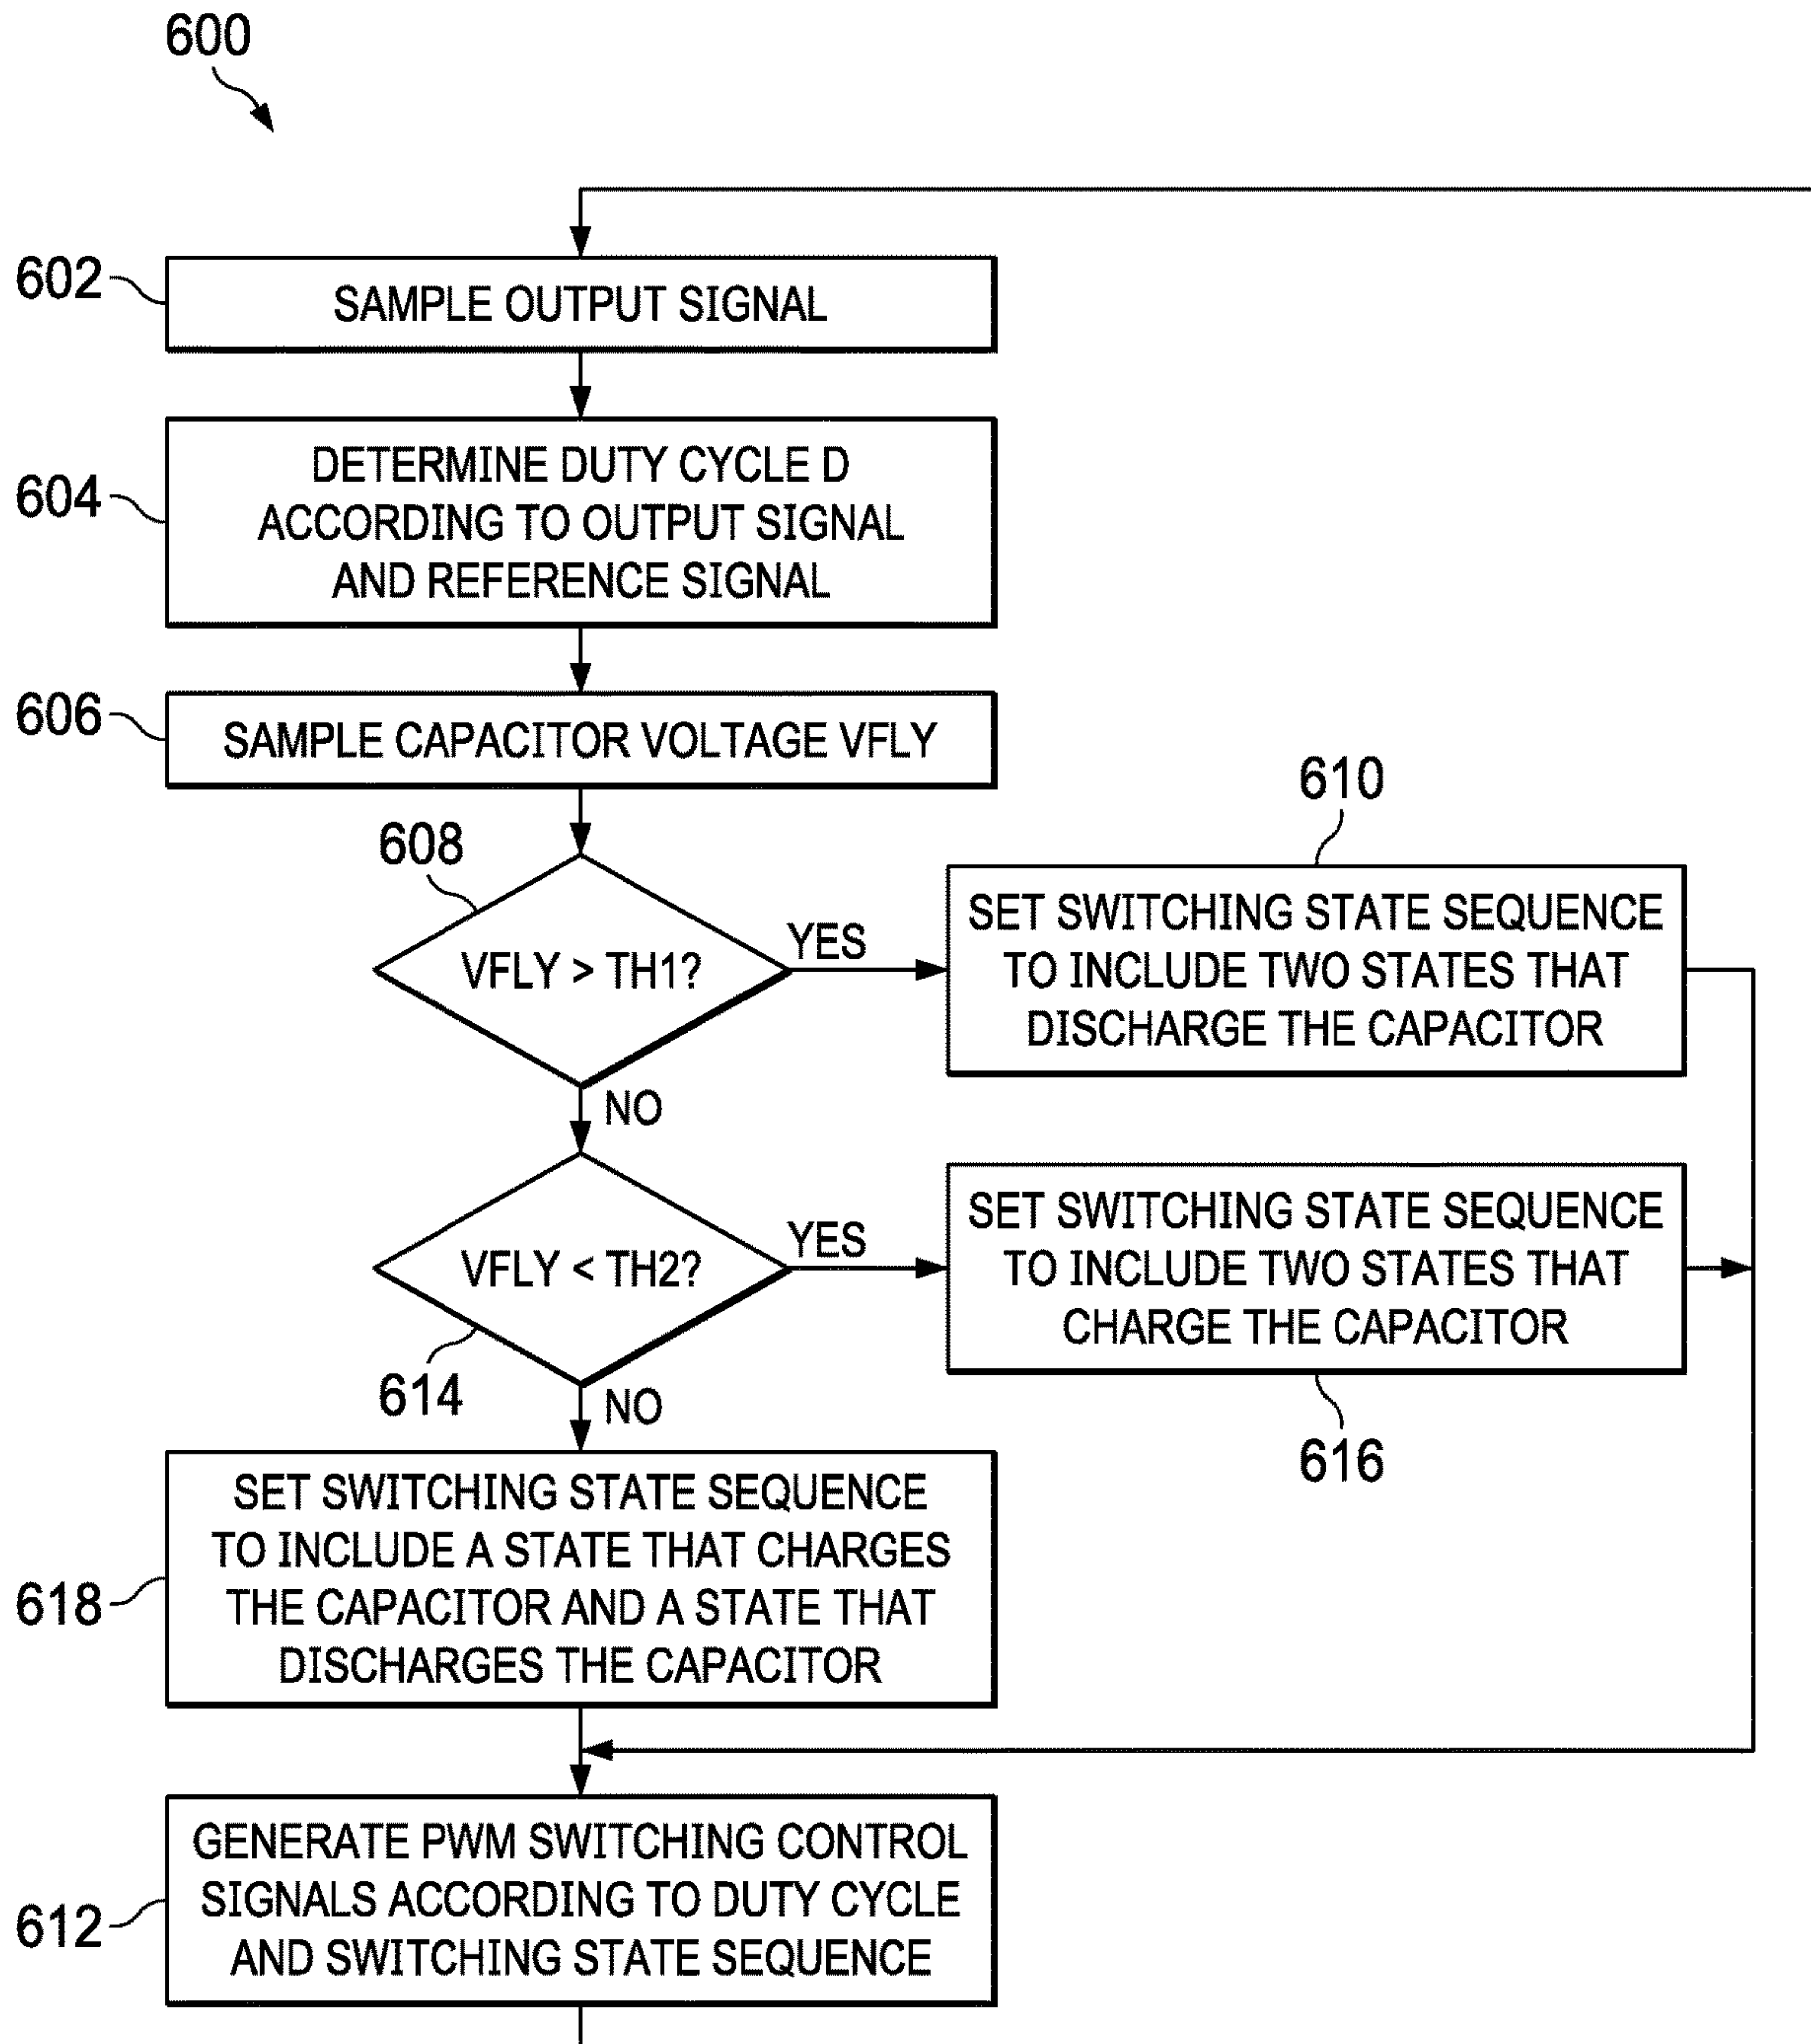 600
602
SAMPLE OUTPUT SIGNAL
604
DETERMINE DUTY CYCLE D
ACCORDING TO OUTPUT SIGNAL
AND REFERENCE SIGNAL
606
SAMPLE CAPACITOR VOLTAGE VFLY
608
VFLY > TH1?
YES
NO
610
SET SWITCHING STATE SEQUENCE
TO INCLUDE TWO STATES THAT
DISCHARGE THE CAPACITOR
VFLY < TH2?
YES
614
NO
SET SWITCHING STATE SEQUENCE
TO INCLUDE TWO STATES THAT
CHARGE THE CAPACITOR
616
618
SET SWITCHING STATE SEQUENCE
TO INCLUDE A STATE THAT CHARGES
THE CAPACITOR AND A STATE THAT
DISCHARGES THE CAPACITOR
612
GENERATE PWM SWITCHING CONTROL
SIGNALS ACCORDING TO DUTY CYCLE
AND SWITCHING STATE SEQUENCE